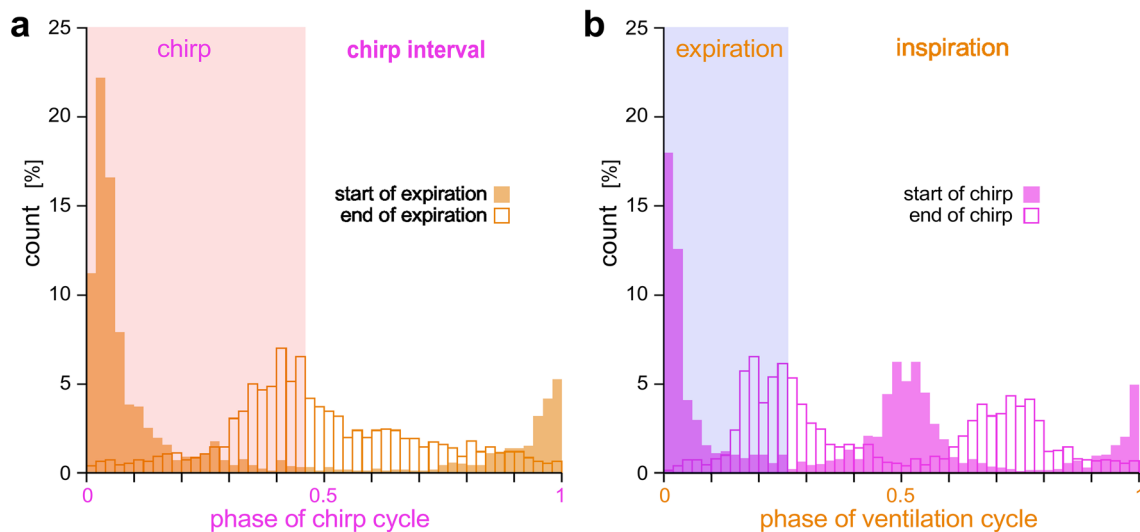 a
25
20
15
10
5
0
count [%]
chirp
chirp interval
start of expiration
end of expiration
0
0.5
1
phase of chirp cycle
b
25
20
15
10
5
0
count [%]
expiration
inspiration
start of chirp
end of chirp
0
0.5
1
phase of ventilation cycle